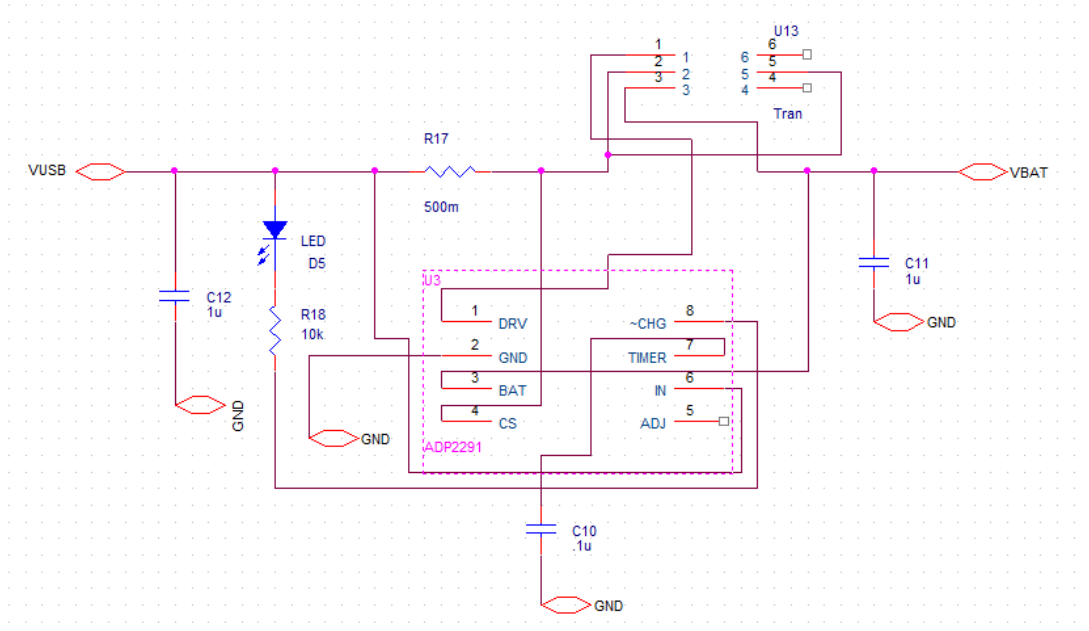 U13
1
6
1
6
2
5
2
5
3
4
3
4
Tran
R17
VUSB
VBAT
500m
LED
D5
C11
1u
U3
C12
1u
R18
10k
1
8
GND
DRV
~CHG
2
7
GND
TIMER
3
6
BAT
IN
4
5
CS
ADJ
GND
GND
ADP2291
C10
.1u
GND